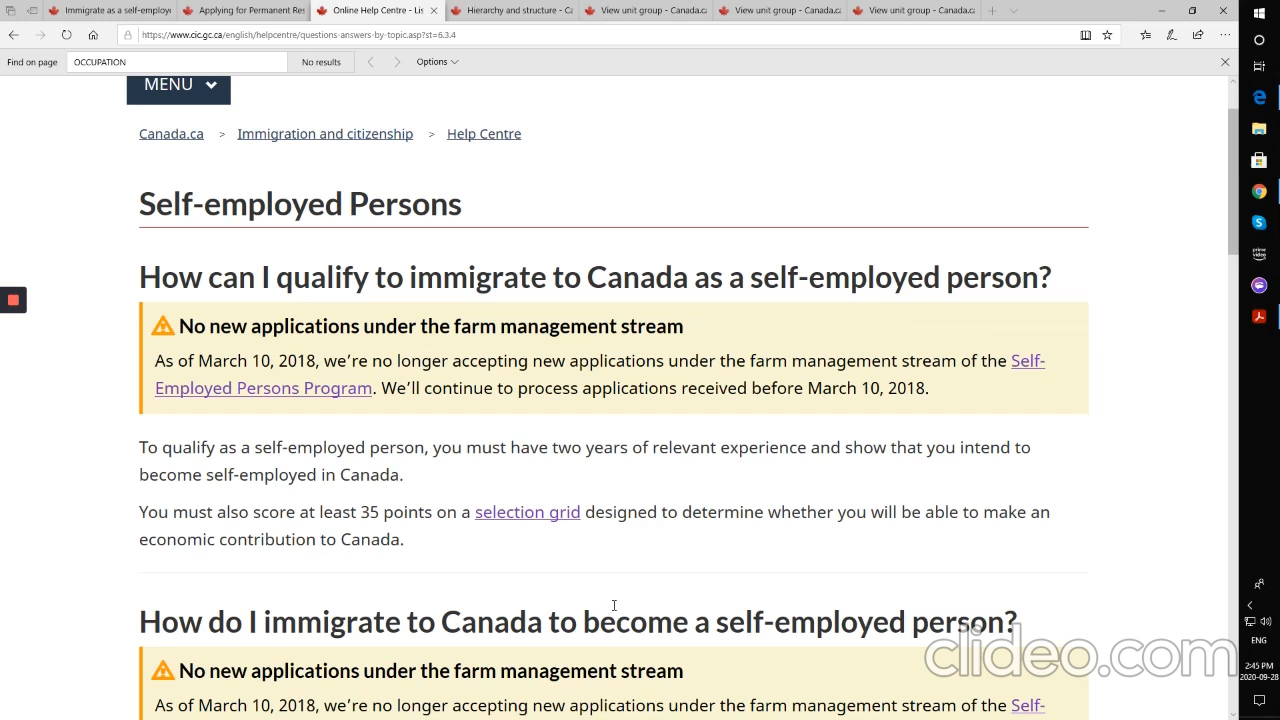 Immigrate as a self-employ
Applying for Permanent Res
Online Help Centre - Lis
Hierarchy and structure - Ca
View unit group - Canada.ca
View unit group - Canada.ca
View unit group - Canada.ca
https://www.cic.gc.ca/english/helpcentre/questions-answers-by-topic.asp?st=6.3.4
Find on page OCCUPATION No results Options
MENU
Canada.ca > Immigration and citizenship > Help Centre
Self-employed Persons
How can I qualify to immigrate to Canada as a self-employed person?
No new applications under the farm management stream
As of March 10, 2018, we’re no longer accepting new applications under the farm management stream of the Self-
Employed Persons Program. We’ll continue to process applications received before March 10, 2018.
To qualify as a self-employed person, you must have two years of relevant experience and show that you intend to
become self-employed in Canada.
You must also score at least 35 points on a selection grid designed to determine whether you will be able to make an
economic contribution to Canada.
How do I immigrate to Canada to become a self-employed person?
No new applications under the farm management stream
As of March 10, 2018, we’re no longer accepting new applications under the farm management stream of the Self-
clideo.com
prime
video
ENG
2:45 PM
2020-09-28